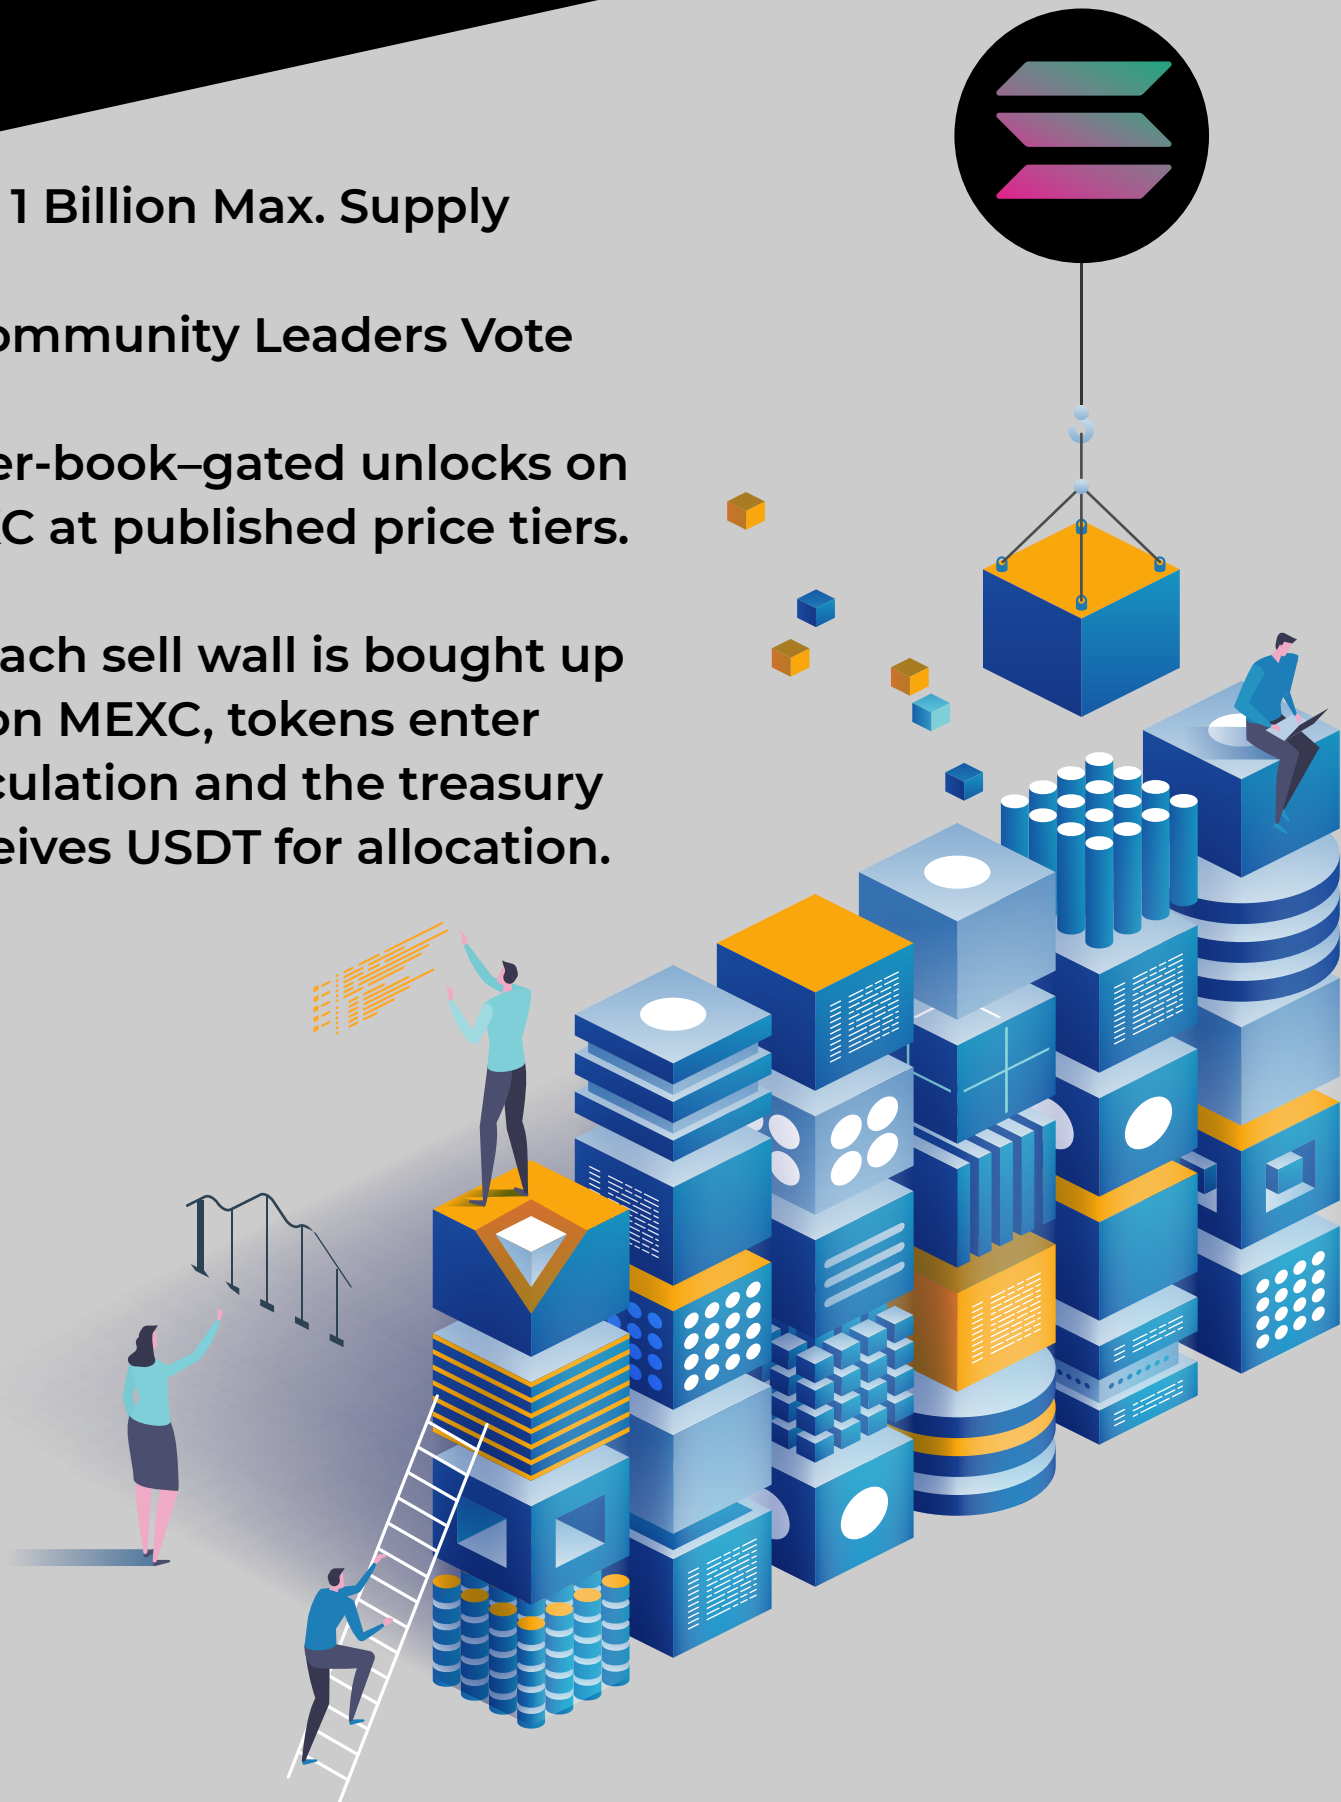 1 Billion Max. Supply
ommunity Leaders Vote
er-book–gated unlocks on
C at published price tiers.
ach sell wall is bought up
on MEXC, tokens enter
culation and the treasury
eives USDT for allocation.